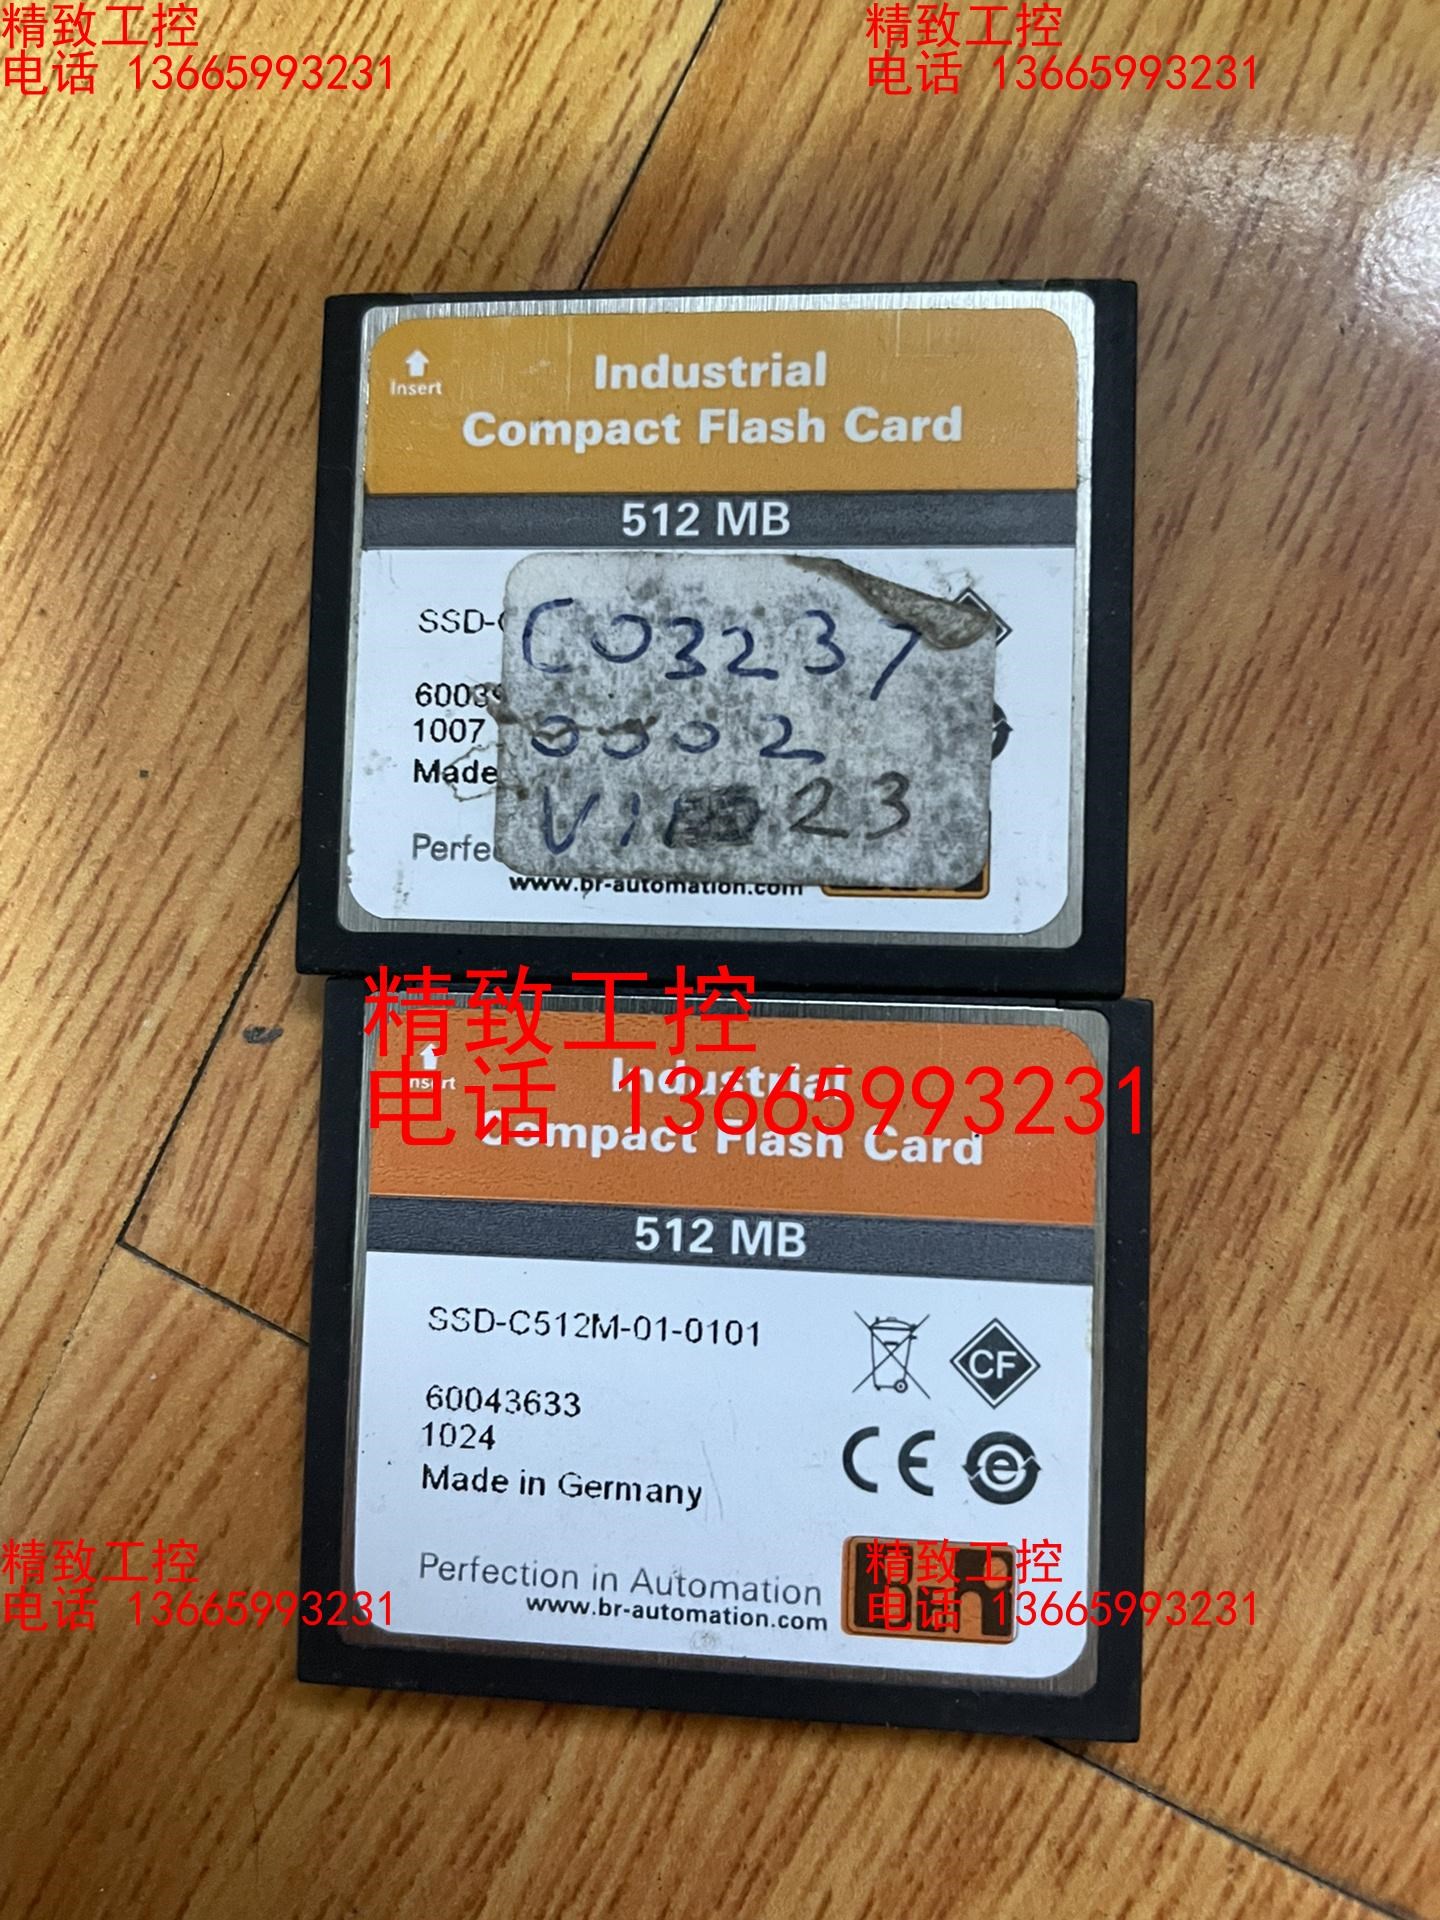 精致工控
电话 13665993231
精致工控
电话 13665993231
Insert
Industrial
Compact Flash Card
512 MB
SSD-C
C03237
6003
1007
0302
Made
23
Perfec
www.br-automation.com
精致工控
电话 13665993231
Insert
Industrial
Compact Flash Card
512 MB
SSD-C512M-01-0101
CF
60043633
1024
CE
e
Made in Germany
精致工控
电话 13665993231
精致工控
电话 13665993231
Perfection in Automation
www.br-automation.com
B&R